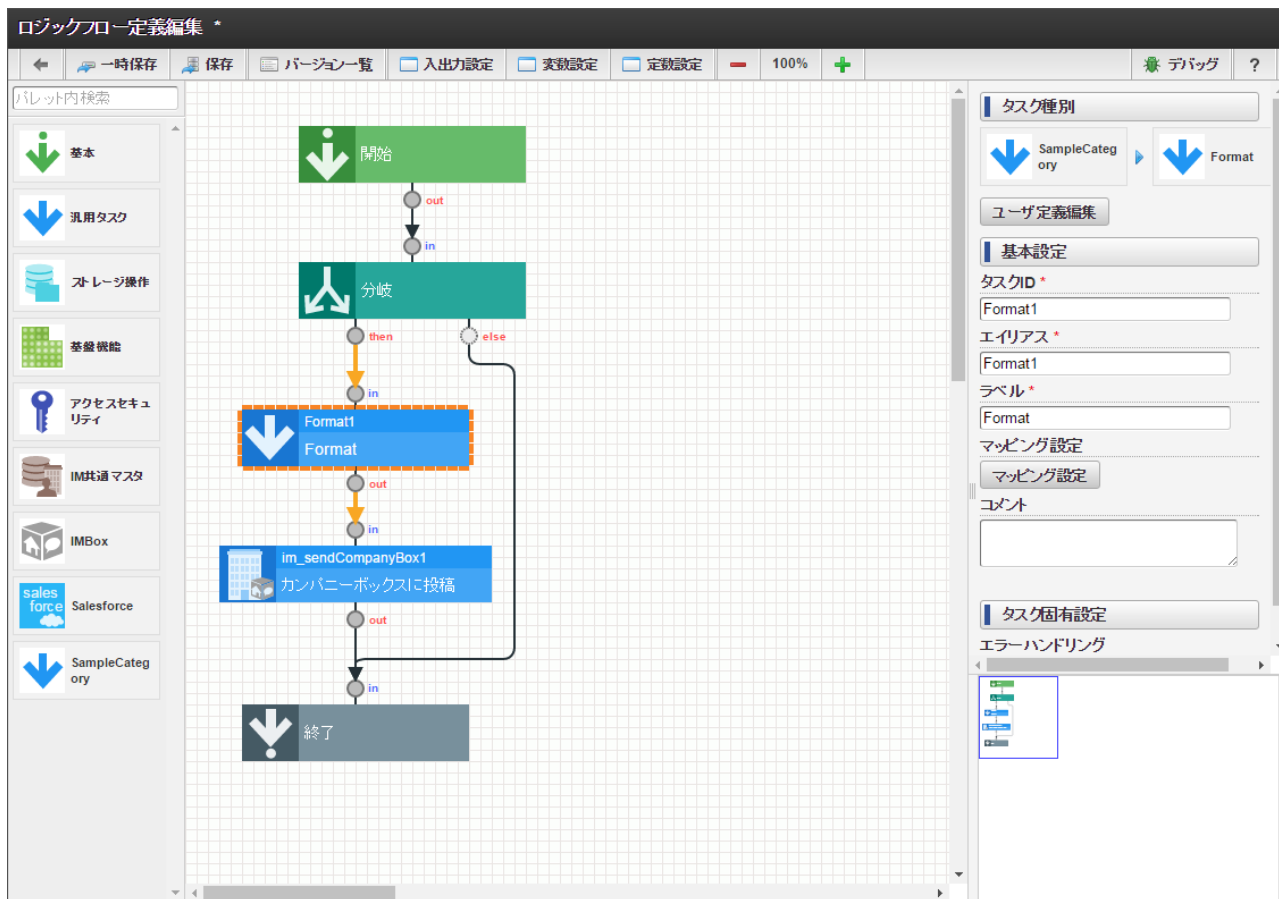 ロジックフロー定義編集 *
一時保存
保存
バージョン一覧
入出力設定
変数設定
定数設定
100%
デバッグ
?
パレット内検索
基本
汎用タスク
ストレージ操作
基盤機能
アクセスセキュ
リティ
IM共通マスタ
IMBox
sales
force
Salesforce
SampleCateg
ory
開始
out
in
分岐
then
else
in
Format1
Format
out
in
im_sendCompanyBox1
カンパニーボックスに投稿
out
in
終了
タスク種別
SampleCateg
ory
Format
ユーザ定義編集
基本設定
タスクID *
Format1
エイリアス *
Format1
ラベル *
Format
マッピング設定
マッピング設定
コメント
タスク固有設定
エラーハンドリング